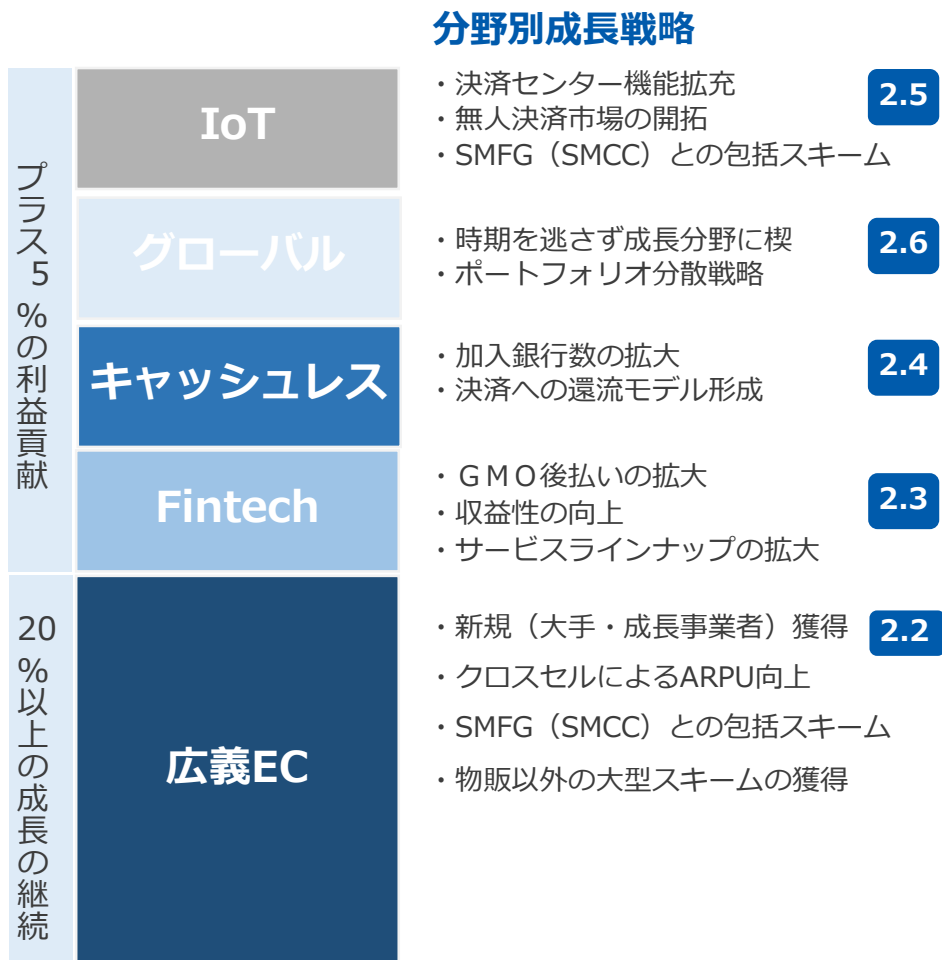 分野別成長戦略
プラス5%の利益貢献
IoT
・決済センター機能拡充
・無人決済市場の開拓
・SMFG（SMCC）との包括スキーム
2.5
グローバル
・時期を逃さず成長分野に楔
・ポートフォリオ分散戦略
2.6
キャッシュレス
・加入銀行数の拡大
・決済への還流モデル形成
2.4
Fintech
・ＧＭＯ後払いの拡大
・収益性の向上
・サービスラインナップの拡大
2.3
20%以上の成長の継続
広義EC
・新規（大手・成長事業者）獲得
・クロスセルによるARPU向上
・SMFG（SMCC）との包括スキーム
・物販以外の大型スキームの獲得
2.2